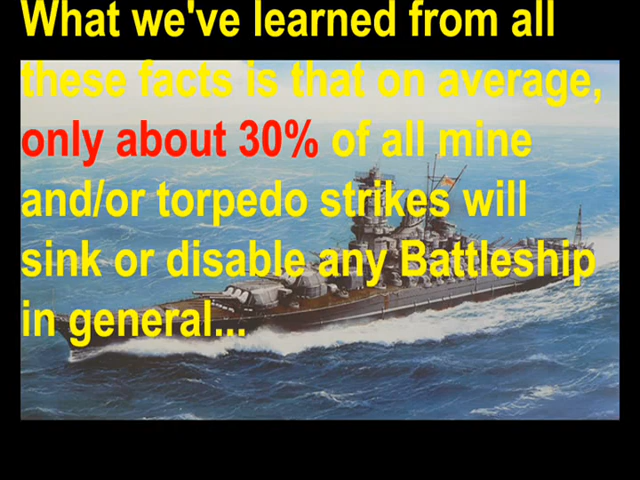 What we've learned from all
these facts is that on average,
only about 30% of all mine
and/or torpedo strikes will
sink or disable any Battleship
in general...